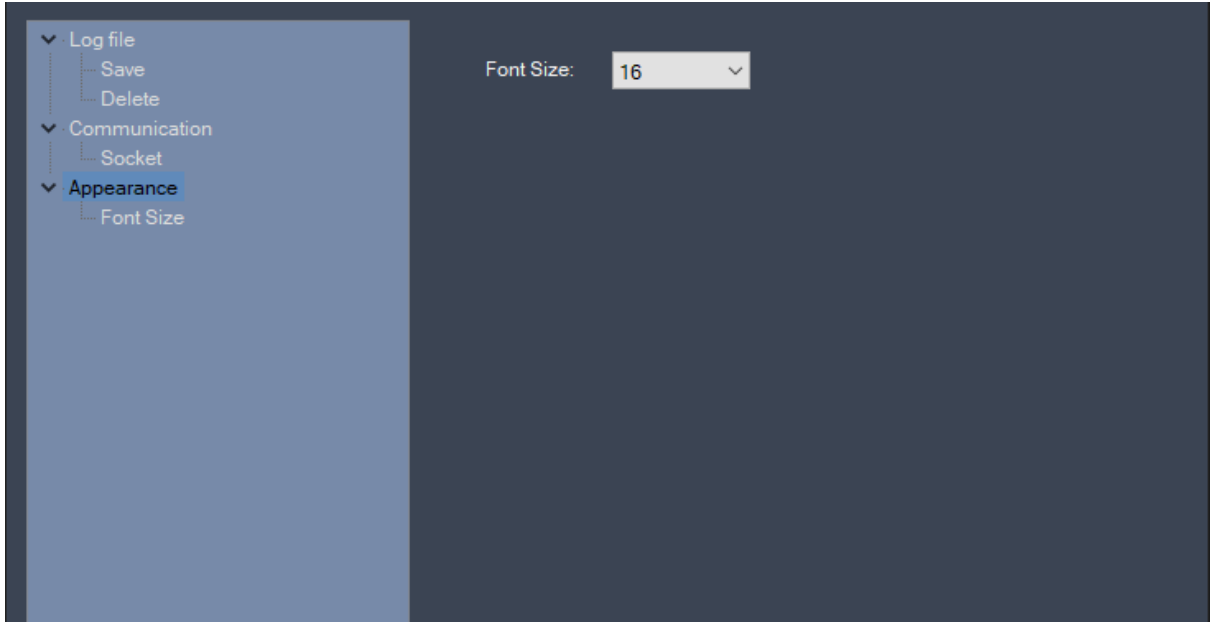 Log file
Save
Delete
Communication
Socket
Appearance
Font Size
Font Size: 16